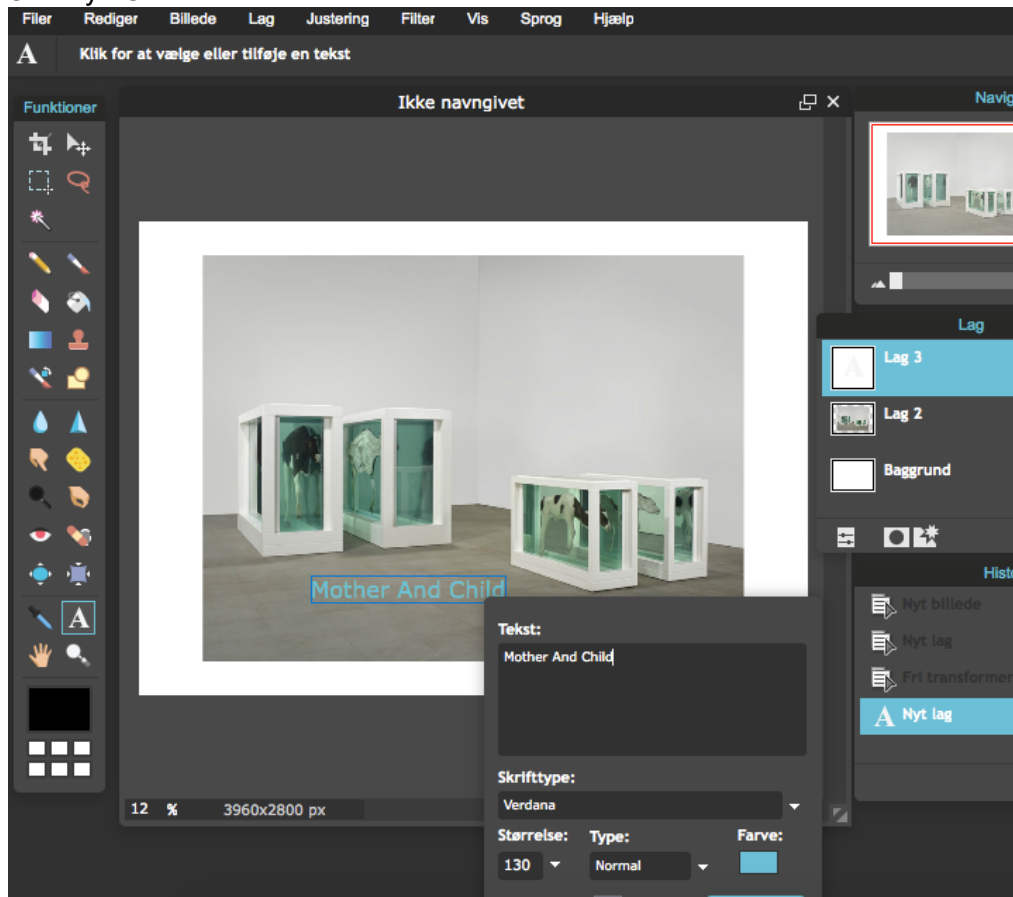 Filer Rediger Billede Lag Justering Filter Vis Sprog Hjælp
A Klik for at vælge eller tilføje en tekst
Funktioner
Ikke navngivet
Navig
Lag
Lag 3
Lag 2
Baggrund
Histo
Nyt billede
Nyt lag
Fri transformer
A Nyt lag
Mother And Child
Tekst:
Mother And Child
Skrifttype:
Verdana
Størrelse: Type: Farve:
130 Normal
12 % 3960x2800 px